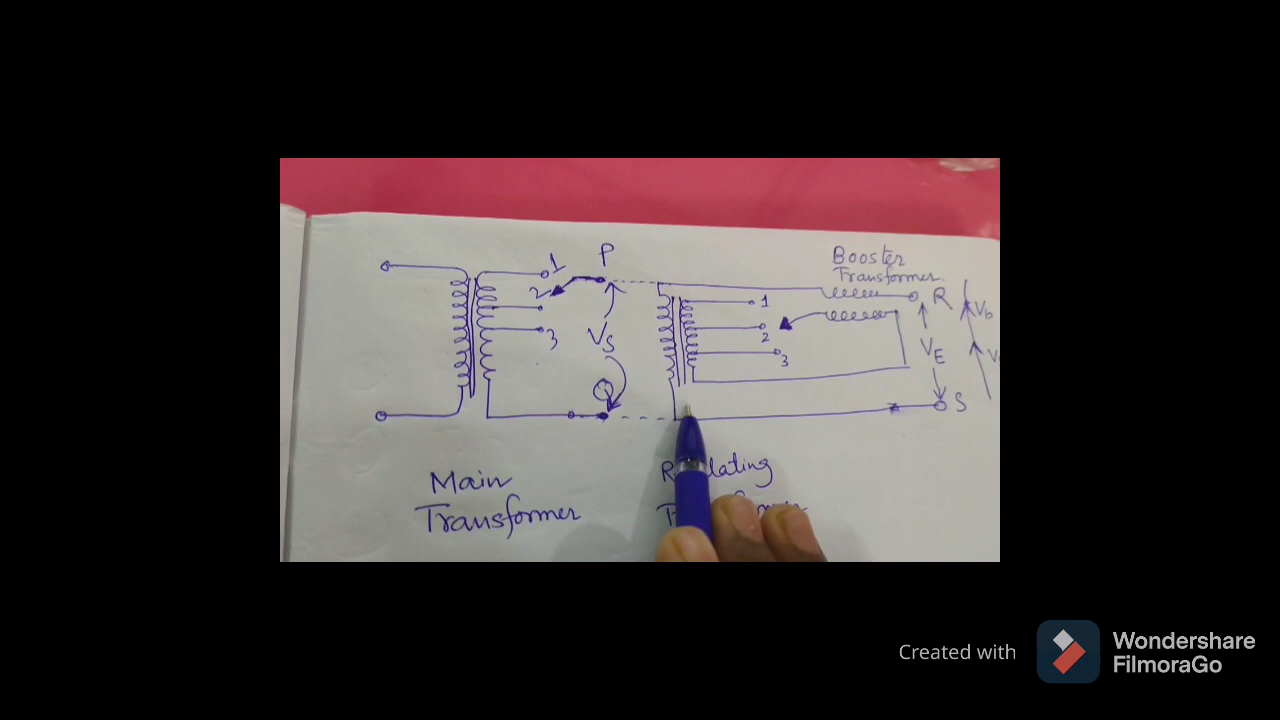 P
Booster
Transformer
1
2
3
Vs
Q
1
2
3
R
VE
S
Vb
Main
Transformer
Created with
Wondershare
FilmoraGo